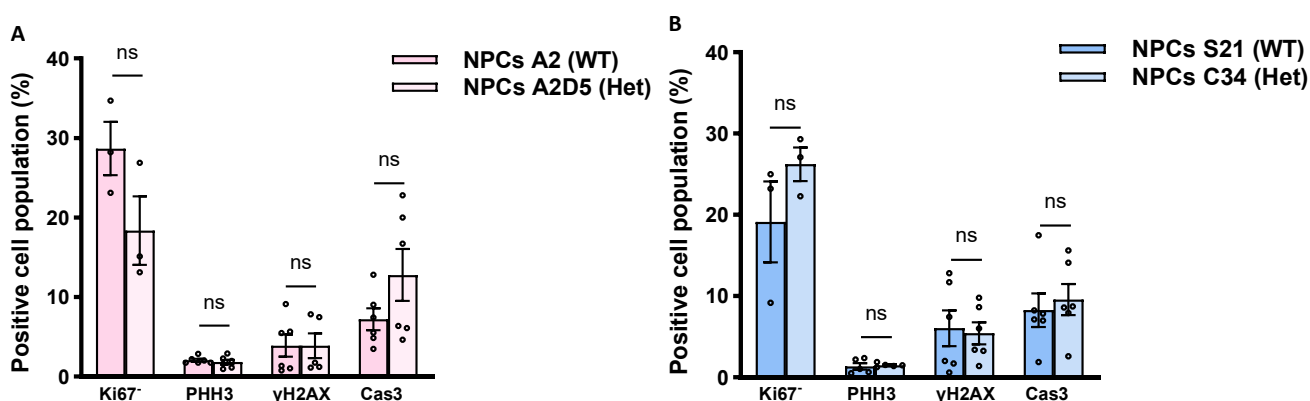 A
Positive cell population (%)
40
30
20
10
0
ns
ns
ns
ns
NPCs A2 (WT)
NPCs A2D5 (Het)
Ki67⁻
PHH3
γH2AX
Cas3
B
Positive cell population (%)
40
30
20
10
0
ns
ns
ns
ns
NPCs S21 (WT)
NPCs C34 (Het)
Ki67⁻
PHH3
γH2AX
Cas3